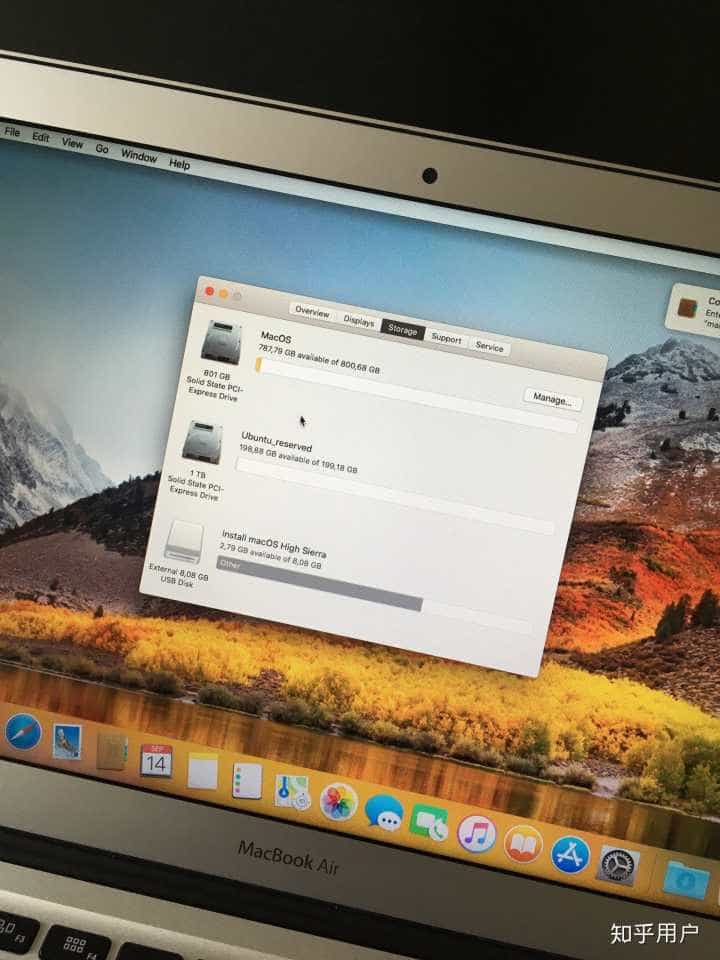 File Edit View Go Window Help
Co
Ente
"ma
Overview Displays Storage Support Service
MacOS
787,79 GB available of 800,68 GB
Manage...
801 GB
Solid State PCI-
Express Drive
Ubuntu_reserved
198,88 GB available of 199,18 GB
1 TB
Solid State PCI-
Express Drive
Install macOS High Sierra
2,79 GB available of 8,08 GB
Other
External 8,08 GB
USB Disk
SEP
14
MacBook Air
F3
F4
知乎用户